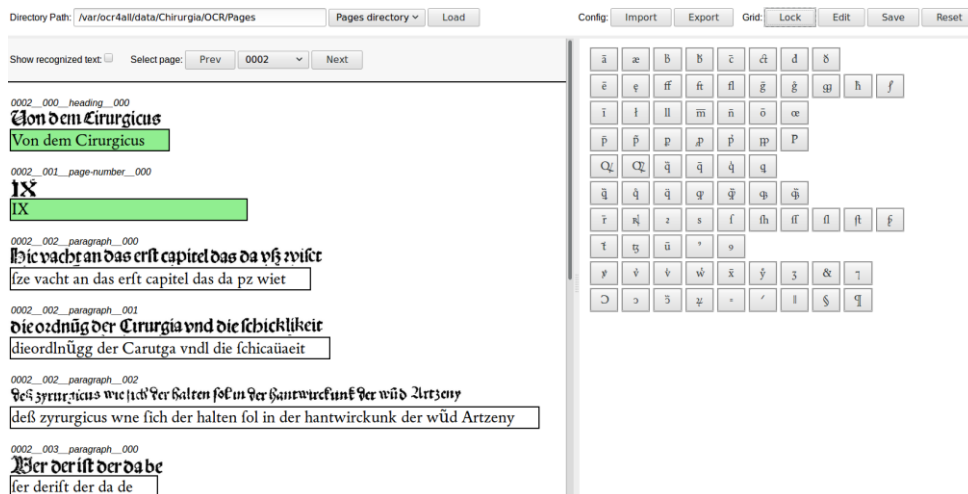 Directory Path: /var/ocr4all/data/Chirurgia/OCR/Pages Pages directory Load Config: Import Export Grid: Lock Edit Save Reset
Show recognized text: Select page: Prev 0002 Next
0002__000__heading__000
Von dem Cirurgicus
Von dem Cirurgicus
0002__001__page-number__000
IX
IX
0002__002__paragraph__000
Hie vacht an das erſt capitel das da vſz wiſet
ſze vacht an das erſt capitel das da pz wiet
0002__002__paragraph__001
die ordnūg der Cirurgia vnd die ſchicklikeit
dieordlnūgg der Carutga vndl die ſchicaüaeit
0002__002__paragraph__002
deß zyrurgicus wie ſich der halten ſol in der hantwirckunk der wūd Artzeny
deß zyrurgicus wne ſich der halten ſol in der hantwirckunk der wūd Artzeny
0002__003__paragraph__000
Wer der iſt der da be
ſer deriſt der da de
ā æ
ē ę ff ft fl ḡ ħ
ī ł ll m̅ ñ ō œ
p̄ p̃
q̄ q̃
r̄ s ſ ſh ſſ ſl ſt
ū
x̄ ʒ & ⁊
Ɔ ɔ § ¶